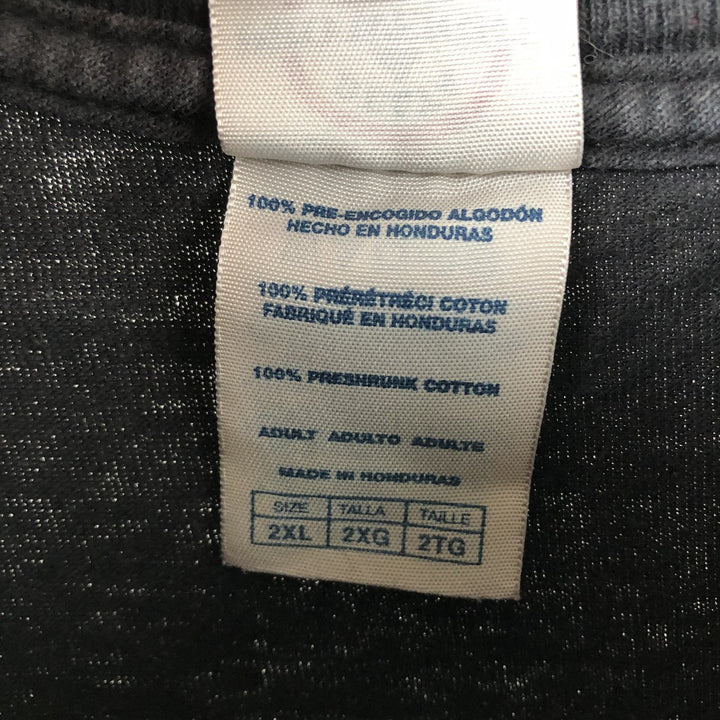 100% PRE-ENCOGIDO ALGODÓN
HECHO EN HONDURAS
100% PRÉRÉTRÉCI COTON
FABRIQUÉ EN HONDURAS
100% PRESHRUNK COTTON
ADULT ADULTO ADULTE
MADE IN HONDURAS
SIZE TALLA TAILLE
2XL 2XG 2TG